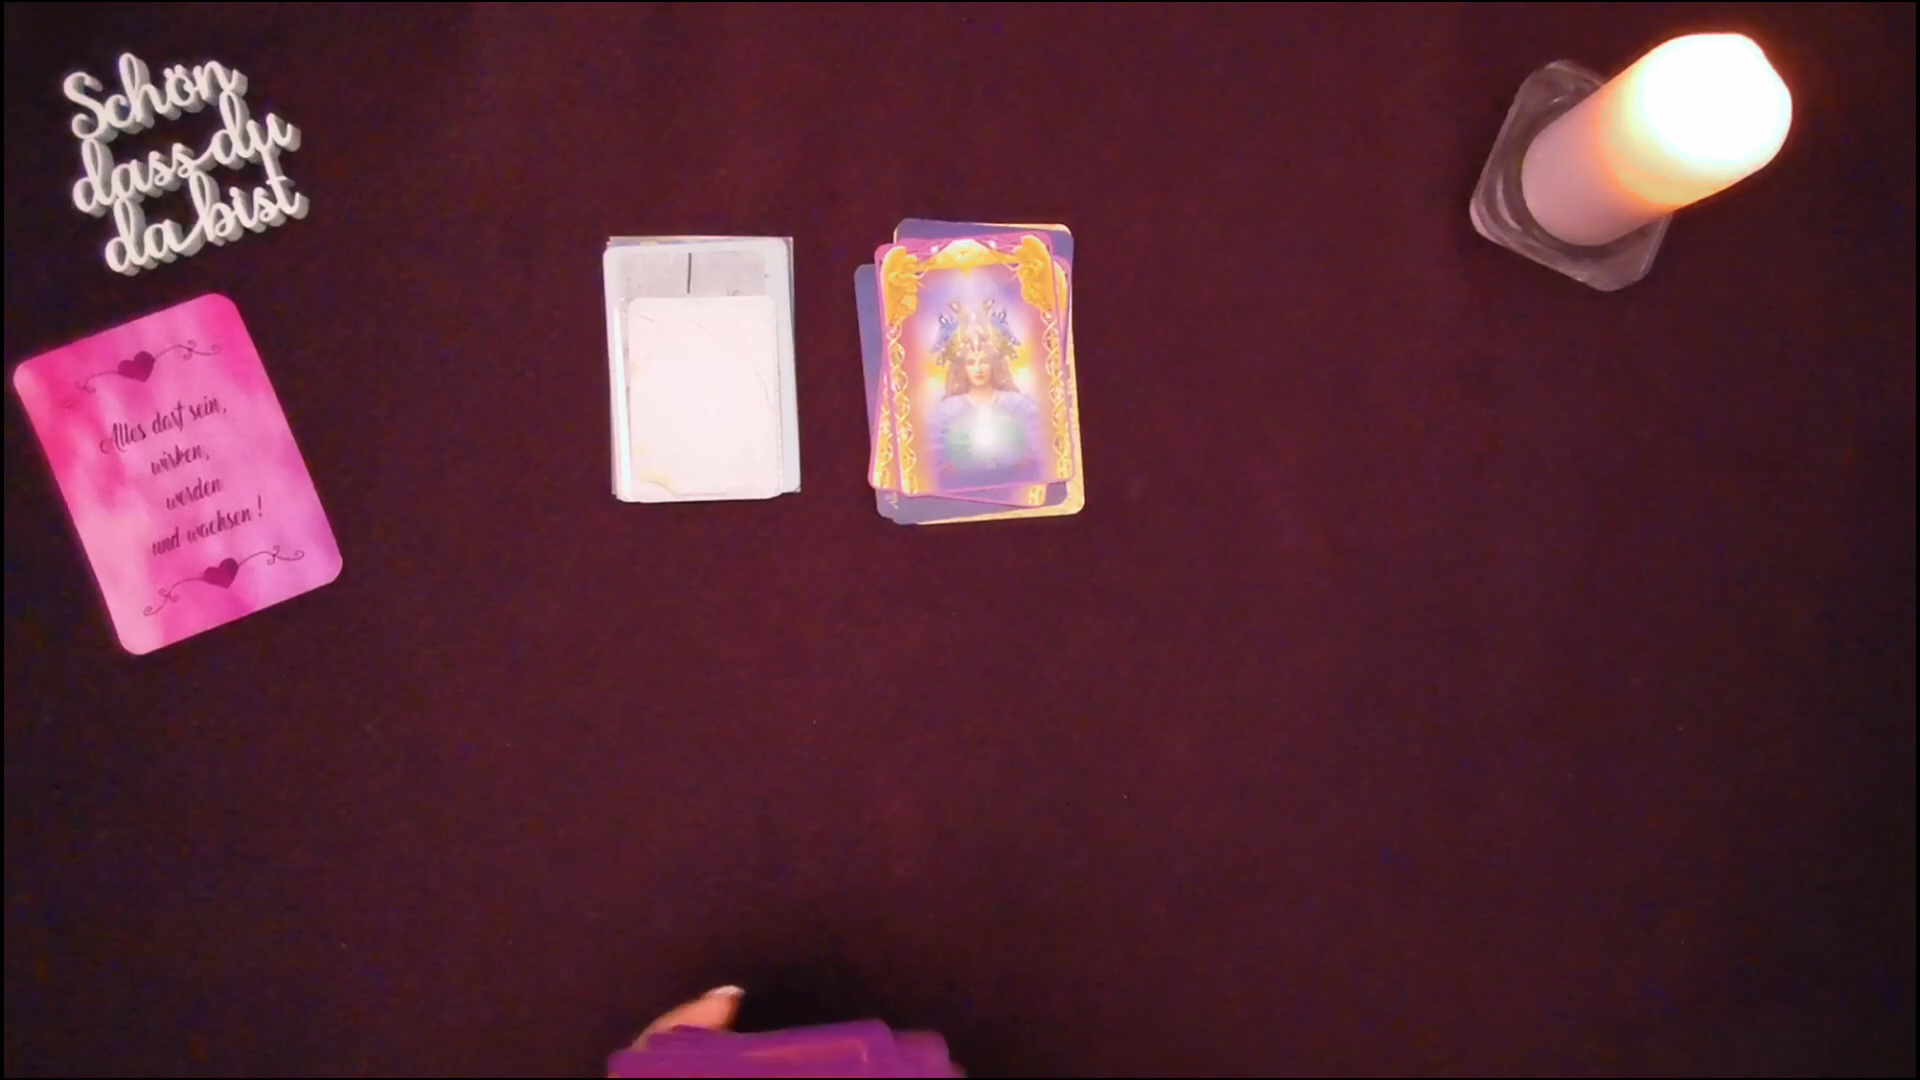 Schön
dass du
da bist
Alles darf sein,
wirken,
werden
und wachsen!